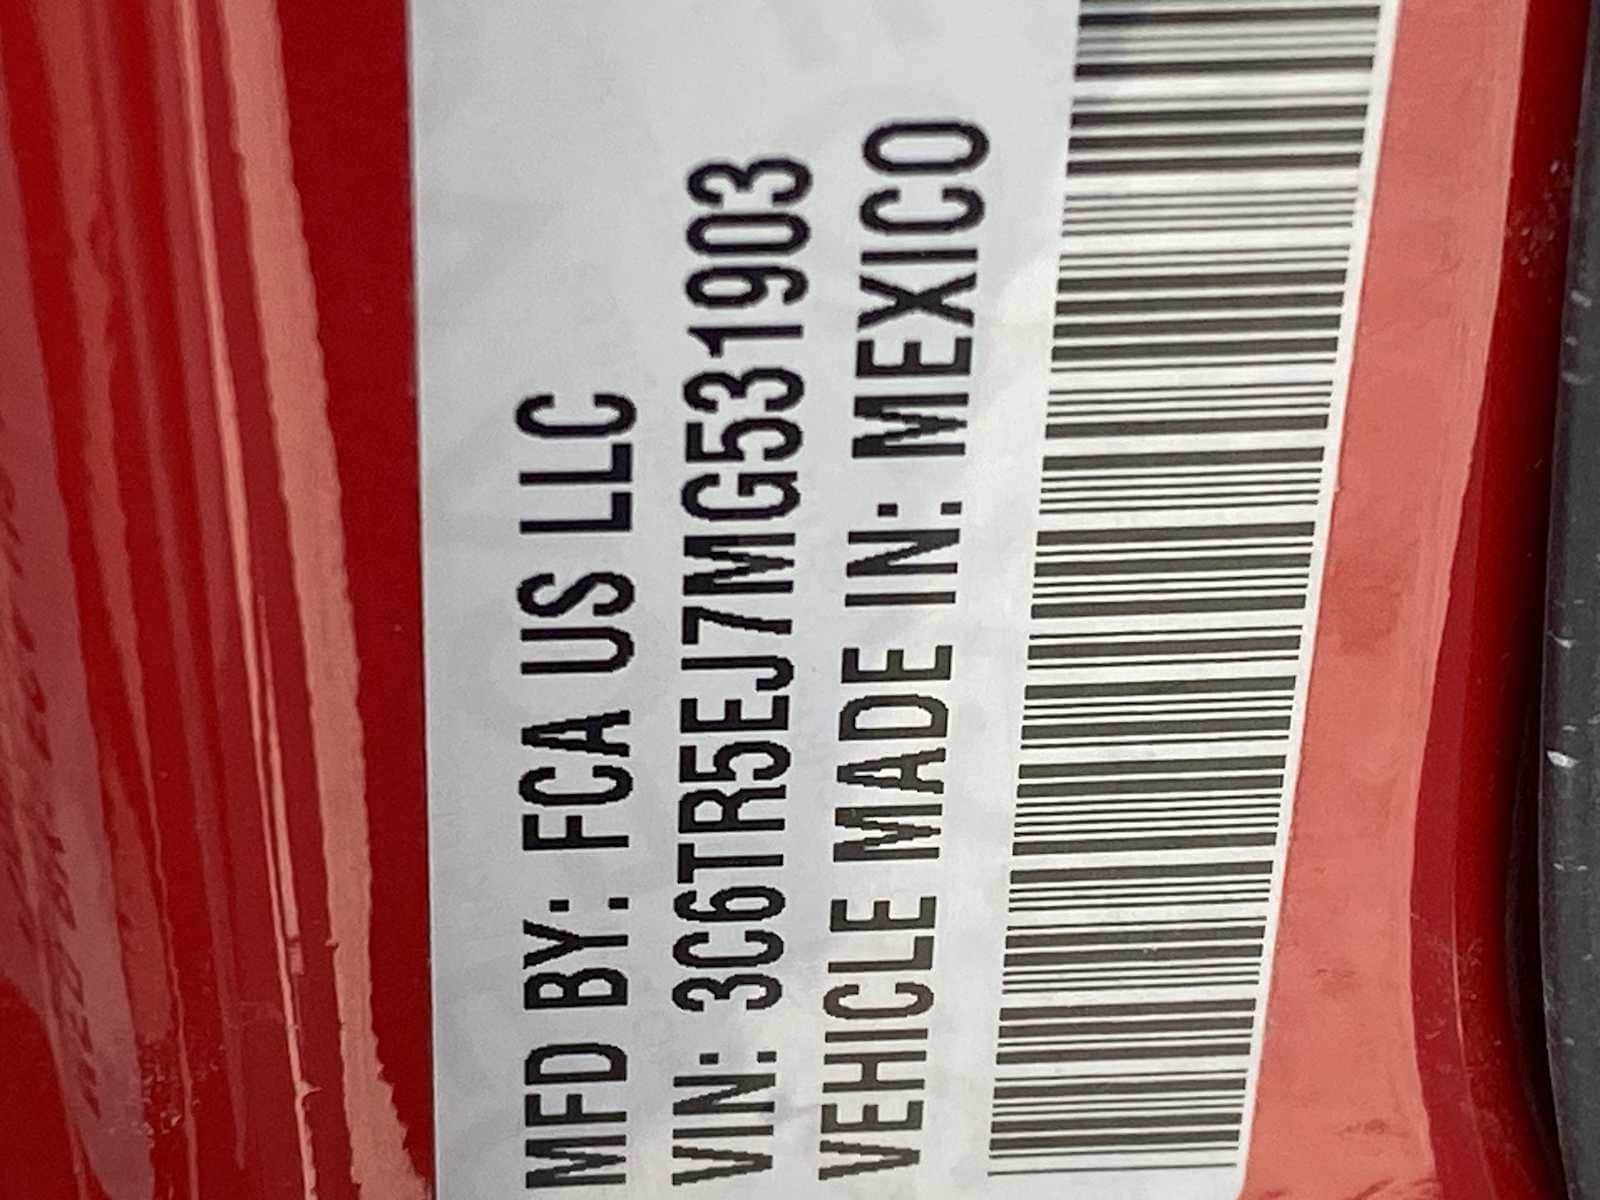 MFD BY: FCA US LLC
VIN: 3C6TR5EJ7MG531903
VEHICLE MADE IN: MEXICO